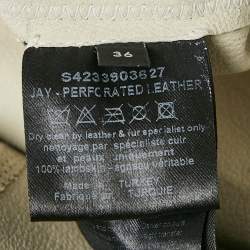 36
S4233903627
JAY - PERFORATED LEATHER
Dry clean by leather & fur specialist only
nettoyage par spécialiste cuir
et peaux uniquement
100% lambskin - agneau véritable
Made in: TURKEY
Fabriqué en: TURQUIE